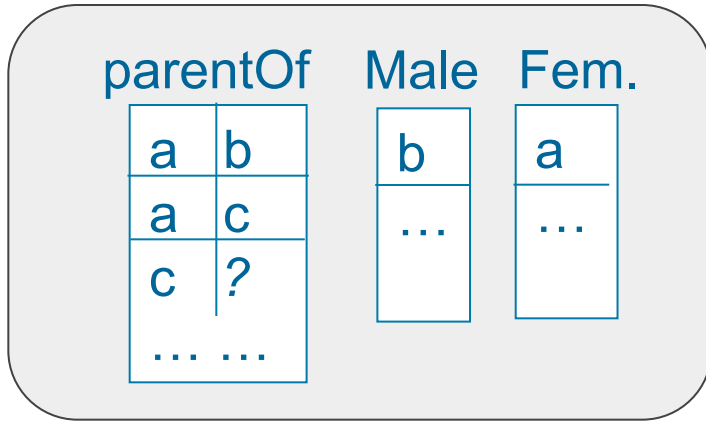 parentOf Male Fem.
a b b a
a c … …
c ?
… …